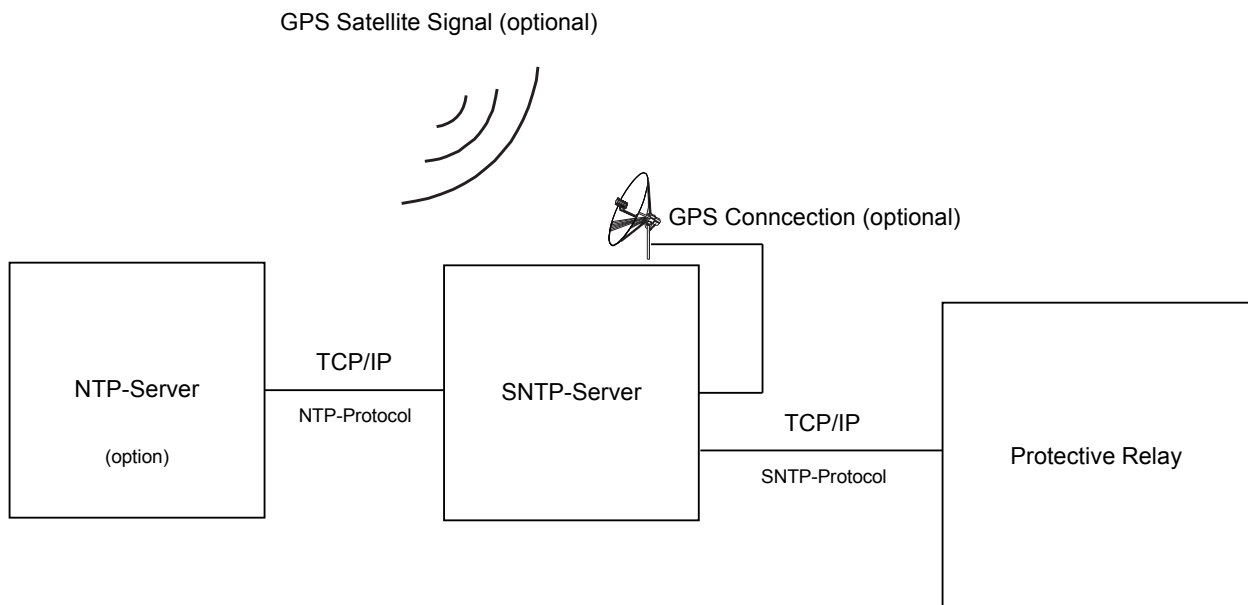 GPS Satellite Signal (optional)
GPS Conncection (optional)
NTP-Server
(option)
TCP/IP
NTP-Protocol
SNTP-Server
TCP/IP
SNTP-Protocol
Protective Relay